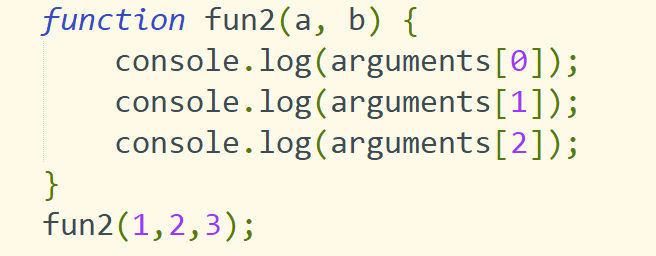 function fun2(a, b) {
    console.log(arguments[0]);
    console.log(arguments[1]);
    console.log(arguments[2]);
}
fun2(1,2,3);